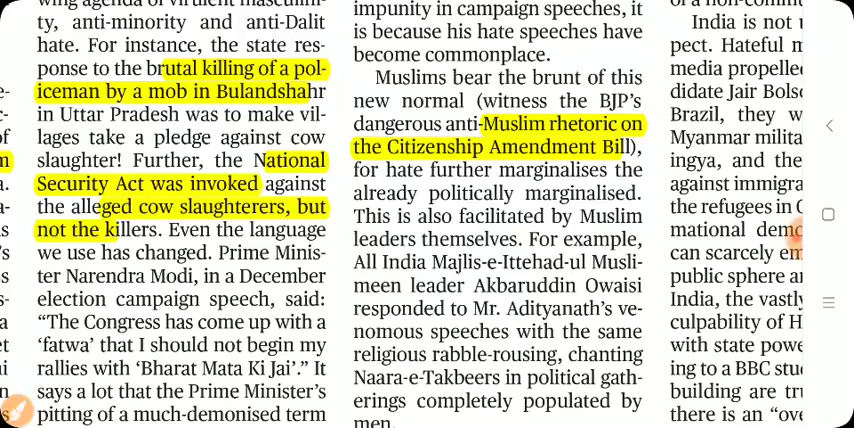 wing agenda of virulent masculini-
ty, anti-minority and anti-Dalit
hate. For instance, the state res-
ponse to the brutal killing of a pol-
iceman by a mob in Bulandshahr
in Uttar Pradesh was to make vil-
lages take a pledge against cow
slaughter! Further, the National
Security Act was invoked against
the alleged cow slaughterers, but
not the killers. Even the language
we use has changed. Prime Minis-
ter Narendra Modi, in a December
election campaign speech, said:
“The Congress has come up with a
‘fatwa’ that I should not begin my
rallies with ‘Bharat Mata Ki Jai’.” It
says a lot that the Prime Minister’s
pitting of a much-demonised term
impunity in campaign speeches, it
is because his hate speeches have
become commonplace.
Muslims bear the brunt of this
new normal (witness the BJP’s
dangerous anti-Muslim rhetoric on
the Citizenship Amendment Bill),
for hate further marginalises the
already politically marginalised.
This is also facilitated by Muslim
leaders themselves. For example,
All India Majlis-e-Ittehad-ul Musli-
meen leader Akbaruddin Owaisi
responded to Mr. Adityanath’s ve-
nomous speeches with the same
religious rabble-rousing, chanting
Naara-e-Takbeers in political gath-
erings completely populated by
men.
India is not
pect. Hateful
media propelled
didate Jair
Brazil, they
Myanmar
ingya, and the
against
the refugees in
mational
can scarcely
public sphere
India, the vastly
culpability of
with state
ing to a BBC
building are
there is an